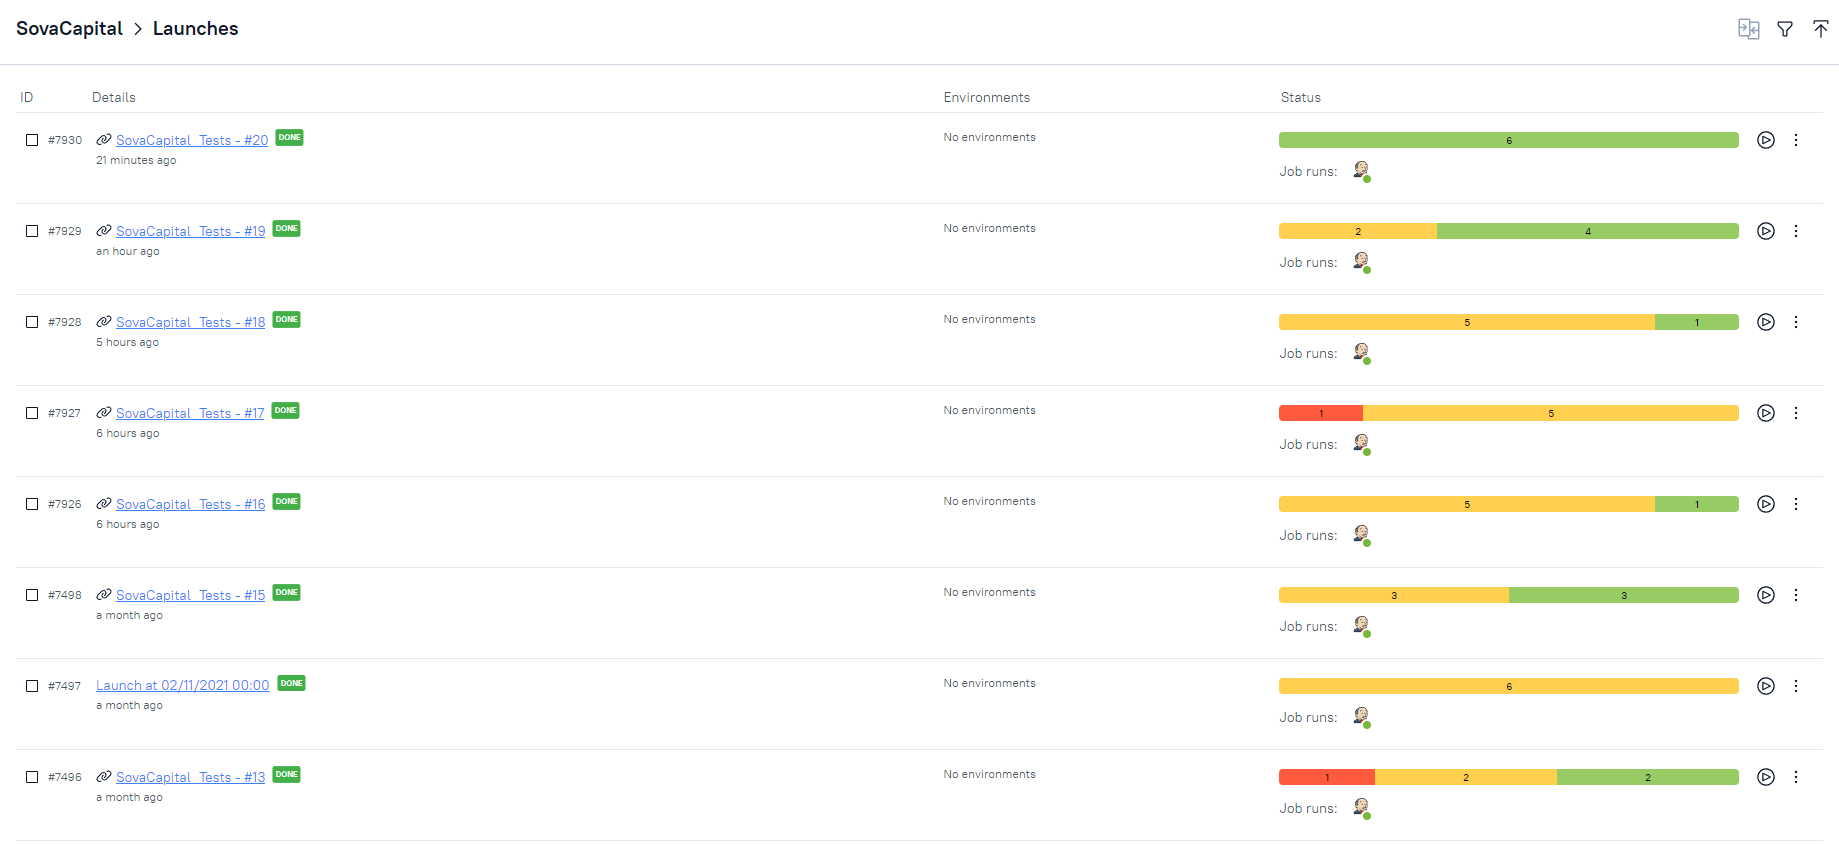 SovaCapital > Launches
ID Details Environments Status
#7930 SovaCapital_Tests - #20 DONE No environments 6
21 minutes ago
Job runs:
#7929 SovaCapital_Tests - #19 DONE No environments 2 4
an hour ago
Job runs:
#7928 SovaCapital_Tests - #18 DONE No environments 5 1
5 hours ago
Job runs:
#7927 SovaCapital_Tests - #17 DONE No environments 1 5
6 hours ago
Job runs:
#7926 SovaCapital_Tests - #16 DONE No environments 5 1
6 hours ago
Job runs:
#7498 SovaCapital_Tests - #15 DONE No environments 3 3
a month ago
Job runs:
#7497 Launch at 02/11/2021 00:00 DONE No environments 6
a month ago
Job runs:
#7496 SovaCapital_Tests - #13 DONE No environments 1 2 2
a month ago
Job runs: